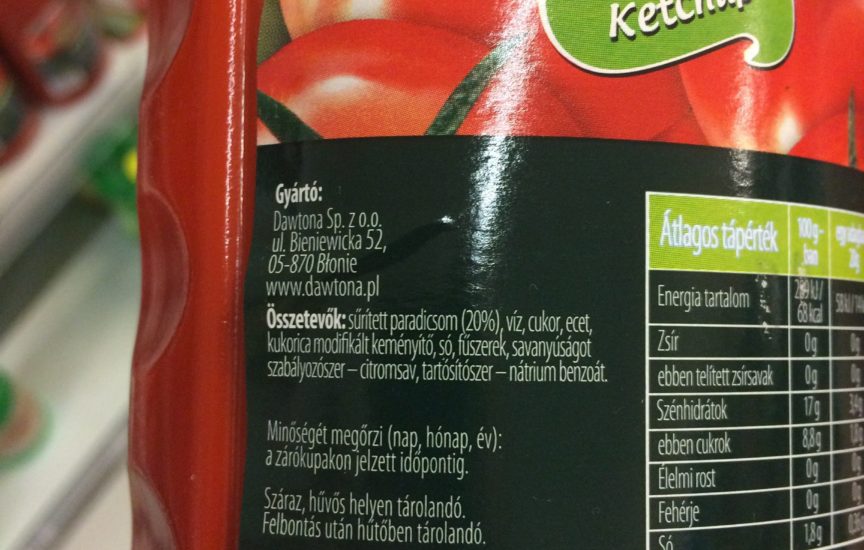 Ketchup
Gyártó:
Dawtona Sp. z o.o.
ul. Bieniewicka 52,
05-870 Błonie
www.dawtona.pl
Összetevők: sűrített paradicsom (20%), víz, cukor, ecet,
kukorica modifikált keményítő, só, fűszerek, savanyúságot
szabályozószer – citromsav, tartósítószer – nátrium benzoát.
Minőségét megőrzi (nap, hónap, év):
a zárókupakon jelzett időpontig.
Száraz, hűvös helyen tárolandó.
Felbontás után hűtőben tárolandó.
Átlagos tápérték 100 g-ban
Energia tartalom 68 kcal
Zsír 0g 0g
ebben telített zsírsavak 0g 0g
Szénhidrátok 17g
ebben cukrok 8,8g
Élelmi rost 0g 0g
Fehérje 0g
Só 1,8g